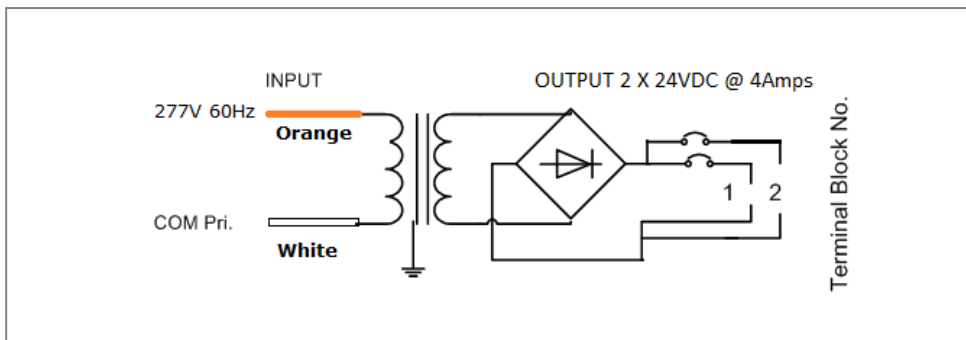 INPUT
OUTPUT 2 X 24VDC @ 4Amps
277V 60Hz
Orange
COM Pri.
White
1
2
Terminal Block No.